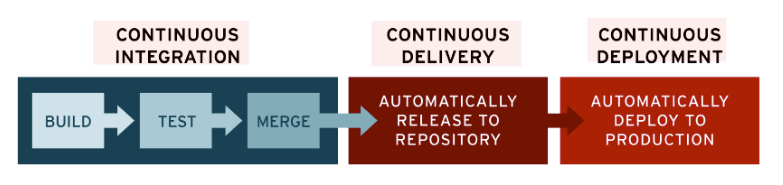 CONTINUOUS
INTEGRATION
CONTINUOUS
DELIVERY
CONTINUOUS
DEPLOYMENT
BUILD
TEST
MERGE
AUTOMATICALLY
RELEASE TO
REPOSITORY
AUTOMATICALLY
DEPLOY TO
PRODUCTION